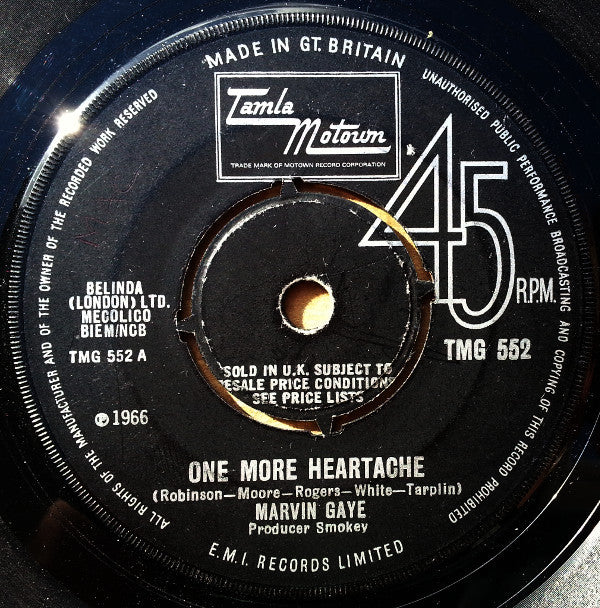 MADE IN GT. BRITAIN
UNAUTHORISED PUBLIC PERFORMANCE BROADCASTING AND COPYING OF THIS RECORD PROHIBITED
ALL RIGHTS OF THE MANUFACTURER AND OF THE OWNER OF THE RECORDED WORK RESERVED
Tamla
Motown
TRADE MARK OF MOTOWN RECORD CORPORATION
45 R.P.M.
BELINDA
(LONDON) LTD.
MECOLICO
BIEM/NCB
TMG 552 A
TMG 552
SOLD IN U.K. SUBJECT TO
RESALE PRICE CONDITIONS
SEE PRICE LISTS
℗ 1966
ONE MORE HEARTACHE
(Robinson—Moore—Rogers—White—Tarplin)
MARVIN GAYE
Producer Smokey
E.M.I. RECORDS LIMITED